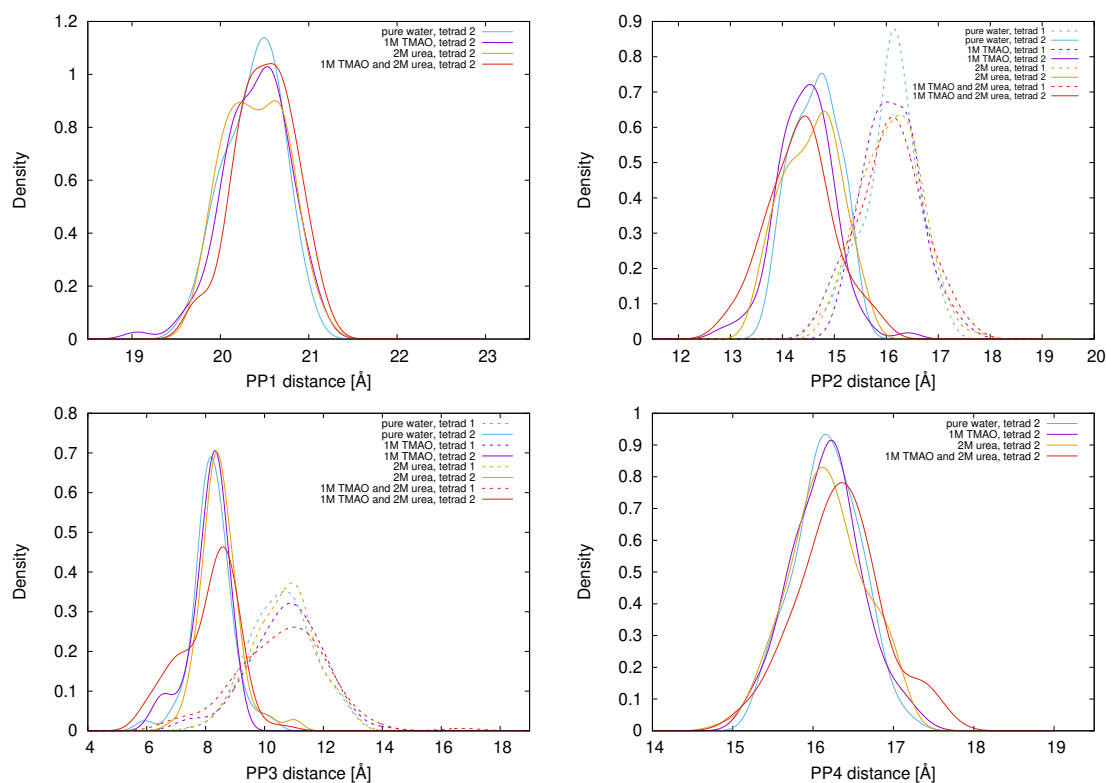 1.2
1
0.8
0.6
0.4
0.2
0
Density
pure water, tetrad 2
1M TMAO, tetrad 2
2M urea, tetrad 2
1M TMAO and 2M urea, tetrad 2
19 20 21 22 23
PP1 distance [Å]
0.9
0.8
0.7
0.6
0.5
0.4
0.3
0.2
0.1
0
Density
pure water, tetrad 1
pure water, tetrad 2
1M TMAO, tetrad 1
1M TMAO, tetrad 2
2M urea, tetrad 1
2M urea, tetrad 2
1M TMAO and 2M urea, tetrad 1
1M TMAO and 2M urea, tetrad 2
12 13 14 15 16 17 18 19 20
PP2 distance [Å]
0.8
0.7
0.6
0.5
0.4
0.3
0.2
0.1
0
Density
pure water, tetrad 1
pure water, tetrad 2
1M TMAO, tetrad 1
1M TMAO, tetrad 2
2M urea, tetrad 1
2M urea, tetrad 2
1M TMAO and 2M urea, tetrad 1
1M TMAO and 2M urea, tetrad 2
4 6 8 10 12 14 16 18
PP3 distance [Å]
1
0.9
0.8
0.7
0.6
0.5
0.4
0.3
0.2
0.1
0
Density
pure water, tetrad 2
1M TMAO, tetrad 2
2M urea, tetrad 2
1M TMAO and 2M urea, tetrad 2
14 15 16 17 18 19
PP4 distance [Å]